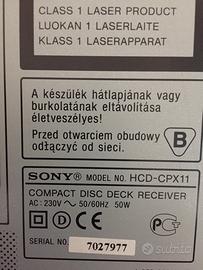 CLASS 1 LASER PRODUCT
LUOKAN 1 LASERLAITE
KLASS 1 LASERAPPARAT
A készülék hátlapjának vagy
burkolatának eltávolítása
életveszélyes!
Przed otwarciem obudowy
odłączyć od sieci.
B
SONY® MODEL NO. HCD-CPX11
COMPACT DISC DECK RECEIVER
AC: 230V ~ 50/60Hz 50W
SERIAL NO. 7027977
subito